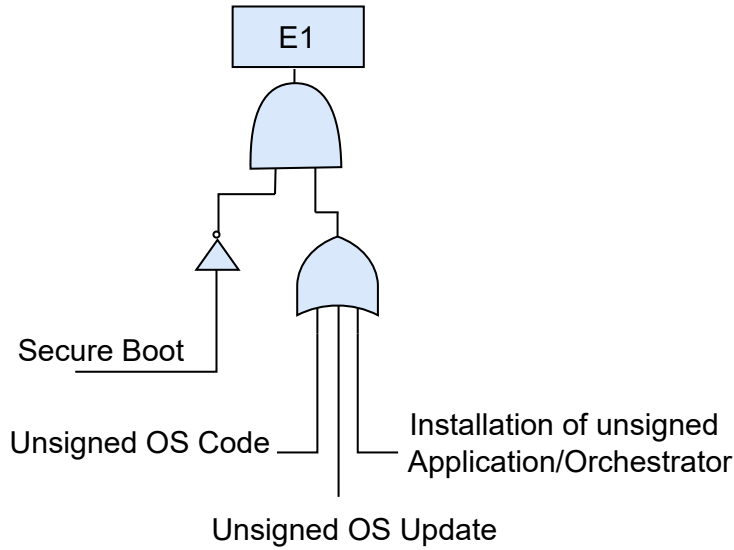 E1
Secure Boot
Unsigned OS Code
Installation of unsigned
Application/Orchestrator
Unsigned OS Update